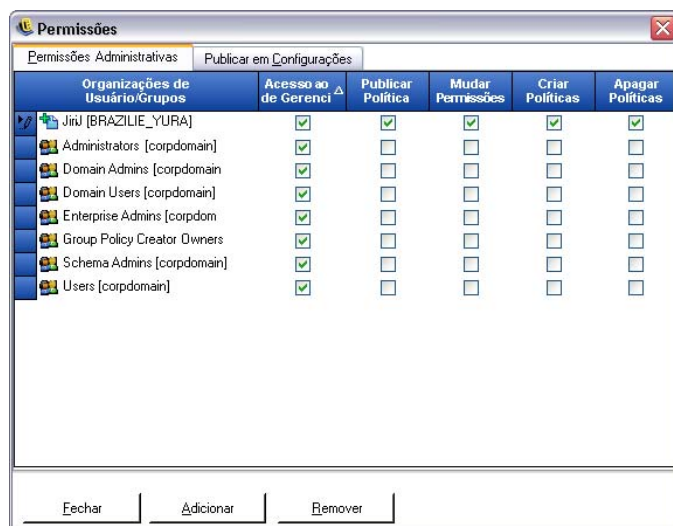 Permissões
Permissões Administrativas Publicar em Configurações
Organizações de Usuário/Grupos Acesso ao de Gerenci Publicar Política Mudar Permissões Criar Políticas Apagar Políticas
JiriJ [BRAZILIE_YURA]
Administrators [corpdomain]
Domain Admins [corpdomain
Domain Users [corpdomain]
Enterprise Admins [corpdom
Group Policy Creator Owners
Schema Admins [corpdomain]
Users [corpdomain]
Fechar Adicionar Remover